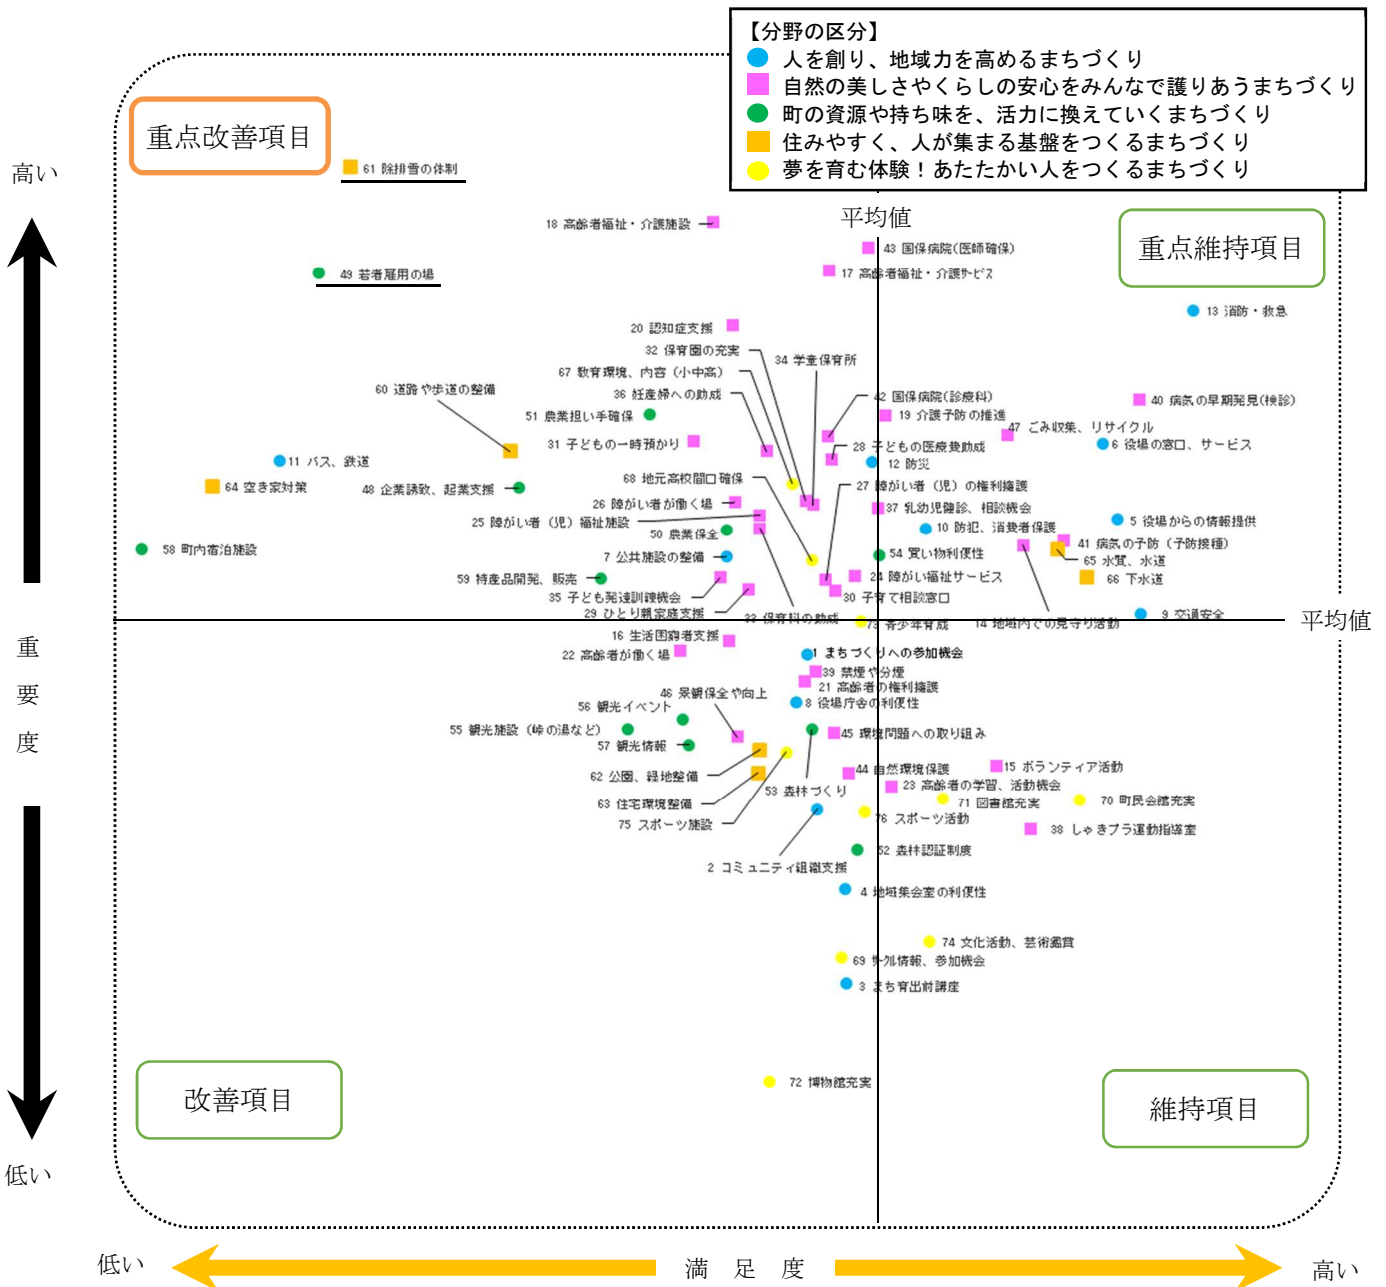 【分野の区分】
人を創り、地域力を高めるまちづくり
自然の美しさやくらしの安心をみんなで護りあうまちづくり
町の資源や持ち味を、活力に換えていくまちづくり
住みやすく、人が集まる基盤をつくるまちづくり
夢を育む体験！あたたかい人をつくるまちづくり
重点改善項目
高い
61 除排雪の体制
平均値
18 高齢者福祉・介護施設
重点維持項目
43 国保病院(医師確保)
49 若者雇用の場
17 高齢者福祉・介護ｻｰﾋﾞｽ
13 消防・救急
20 認知症支援
32 保育園の充実
34 学童保育所
67 教育環境、内容（小中高）
60 道路や歩道の整備
36 妊産婦への助成
42 国保病院(診療科)
40 病気の早期発見(検診)
51 農業担い手確保
19 介護予防の推進
47 ごみ収集、リサイクル
31 子どもの一時預かり
28 子どもの医療費助成
6 役場の窓口、サービス
11 バス、鉄道
12 防災
68 地元高校間口確保
64 空き家対策
48 企業誘致、起業支援
27 障がい者（児）の権利擁護
26 障がい者が働く場
37 乳幼児健診、相談機会
25 障がい者（児）福祉施設
10 防犯、消費者保護
5 役場からの情報提供
50 農業保全
41 病気の予防（予防接種）
58 町内宿泊施設
7 公共施設の整備
54 買い物利便性
65 水質、水道
59 特産品開発、販売
24 障がい福祉サービス
66 下水道
35 子ども発達訓練機会
30 子育て相談窓口
29 ひとり親家庭支援
33 保育料の助成
73 青少年育成
14 地域内での見守り活動
9 交通安全
平均値
16 生活困窮者支援
22 高齢者が働く場
1 まちづくりへの参加機会
39 禁煙や分煙
21 高齢者の権利擁護
46 景観保全や向上
56 観光イベント
8 役場庁舎の利便性
55 観光施設（峠の湯など）
57 観光情報
45 環境問題への取り組み
62 公園、緑地整備
44 自然環境保護
15 ボランティア活動
53 森林づくり
23 高齢者の学習、活動機会
63 住宅環境整備
71 図書館充実
70 町民会館充実
75 スポーツ施設
76 スポーツ活動
38 しゃきプラ運動指導室
2 コミュニティ組織支援
52 森林認証制度
4 地域集会室の利便性
74 文化活動、芸術鑑賞
69 ｻｰｸﾙ情報、参加機会
3 まち育出前講座
72 博物館充実
改善項目
維持項目
重
要
度
低い
低い
満 足 度
高い